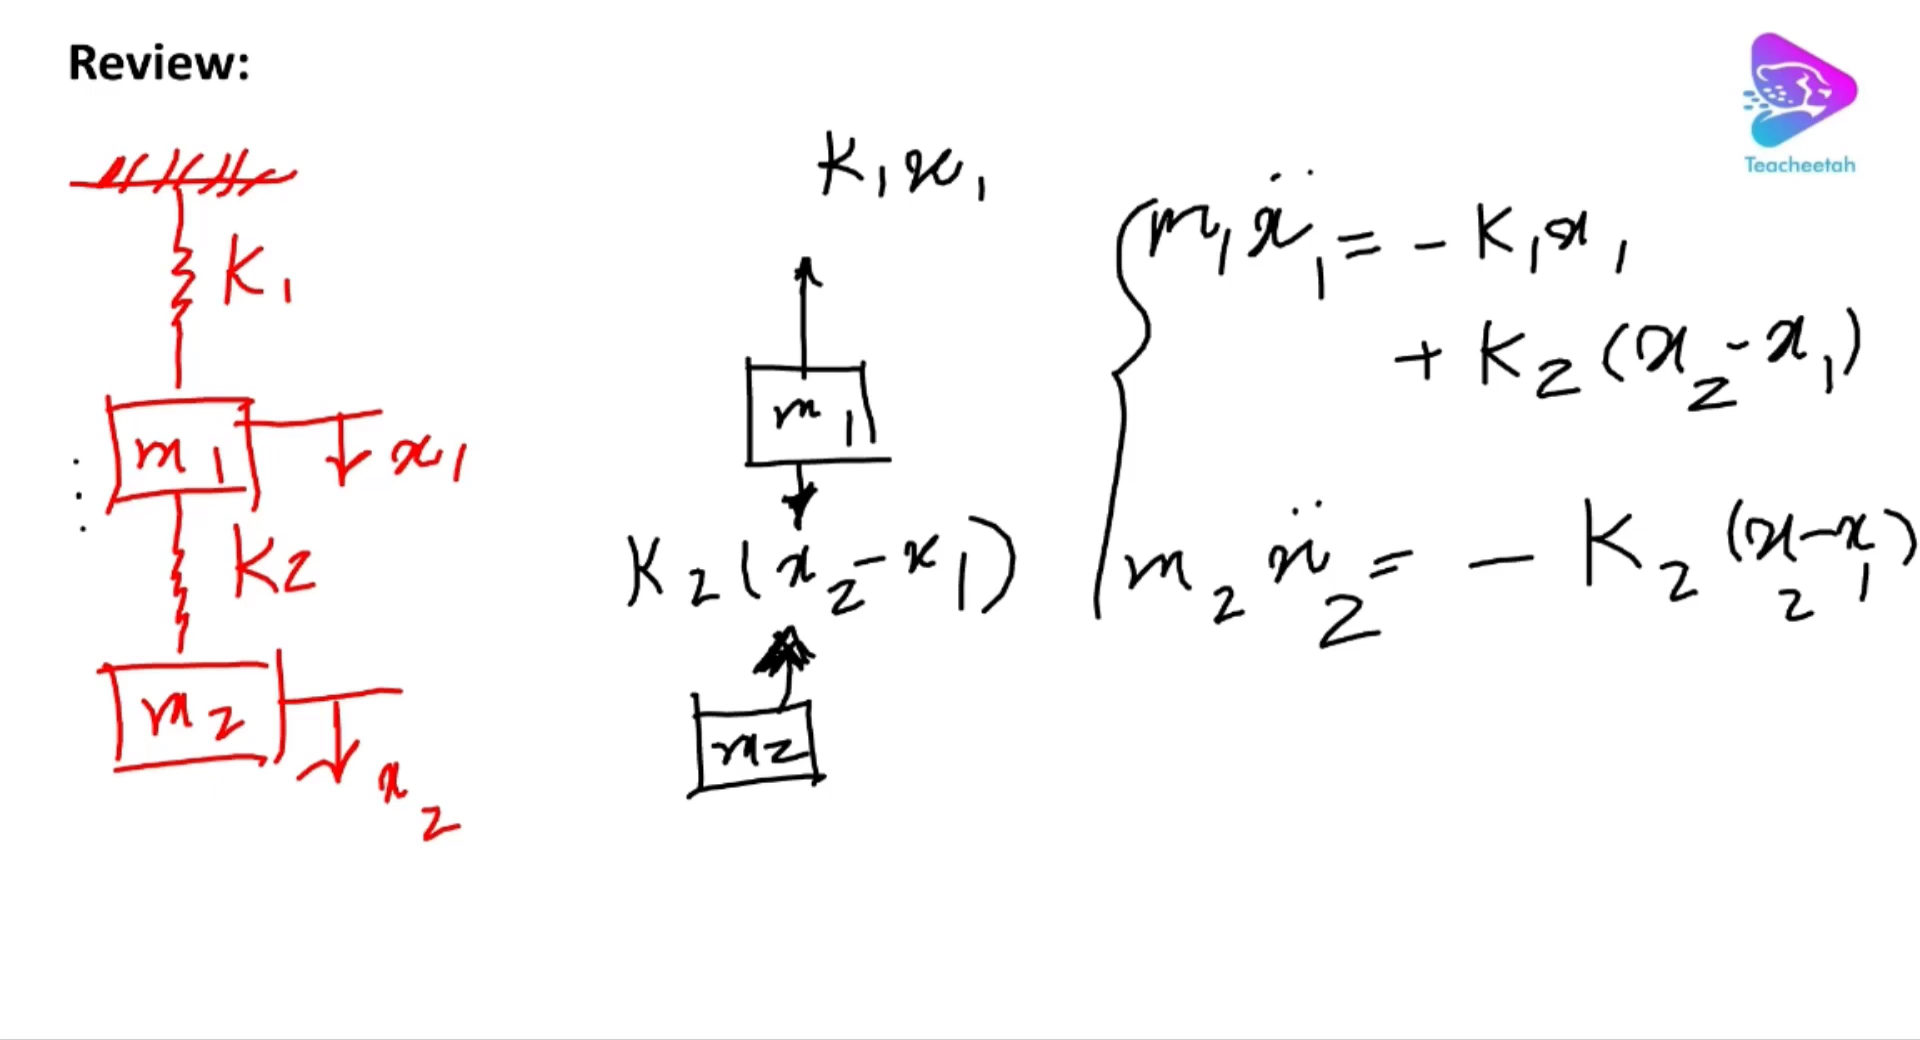 Review:
Teacheetah
K₁
m₁
x₁
K₂
m₂
x₂
K₁x₁
m₁
K₂(x₂-x₁)
m₂
m₁ẍ₁ = - K₁x₁
+ K₂(x₂-x₁)
m₂ẍ₂ = - K₂(x₂-x₁)